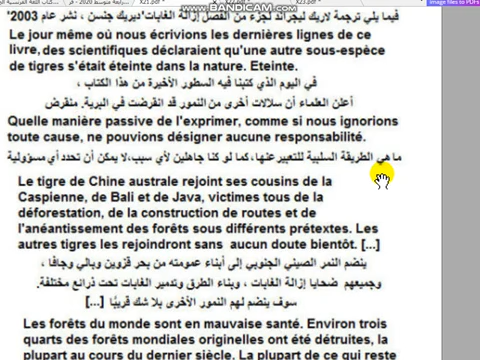 www.BANDICAM.com
image files to PDFs
فيما يلي ترجمة لاريك ليجراند لجزء من الفصل إزالة الغابات'ديريك جنسن ، نشر عام 2003'
Le jour même où nous écrivions les dernières lignes de ce
livre, des scientifiques déclaraient qu'une autre sous-espèce
de tigres s'était éteinte dans la nature. Eteinte.
في اليوم الذي كتبنا فيه السطور الأخيرة من هذا الكتاب ،
أعلن العلماء أن سلالات أخرى من النمور قد انقرضت في البرية. منقرض
Quelle manière passive de l'exprimer, comme si nous ignorions
toute cause, ne pouvions désigner aucune responsabilité.
ما هي الطريقة السلبية للتعبير عنها، كما لو كنا جاهلين لأي سبب،لا يمكن أن تحدد أي مسؤولية
Le tigre de Chine australe rejoint ses cousins de la
Caspienne, de Bali et de Java, victimes tous de la
déforestation, de la construction de routes et de
l'anéantissement des forêts sous différents prétextes. Les
autres tigres les rejoindront sans aucun doute bientôt. [...]
ينضم النمر الصيني الجنوبي إلى أبناء عمومته من بحر قزوين وبالي وجافا ،
وجميعهم ضحايا إزالة الغابات ، وبناء الطرق وتدمير الغابات تحت ذرائع مختلفة.
سوف ينضم لهم النمور الأخرى بلا شك قريبًا [...]
Les forêts du monde sont en mauvaise santé. Environ trois
quarts des forêts mondiales originelles ont été détruites, la
plupart au cours du dernier siècle. La plupart de ce qui reste